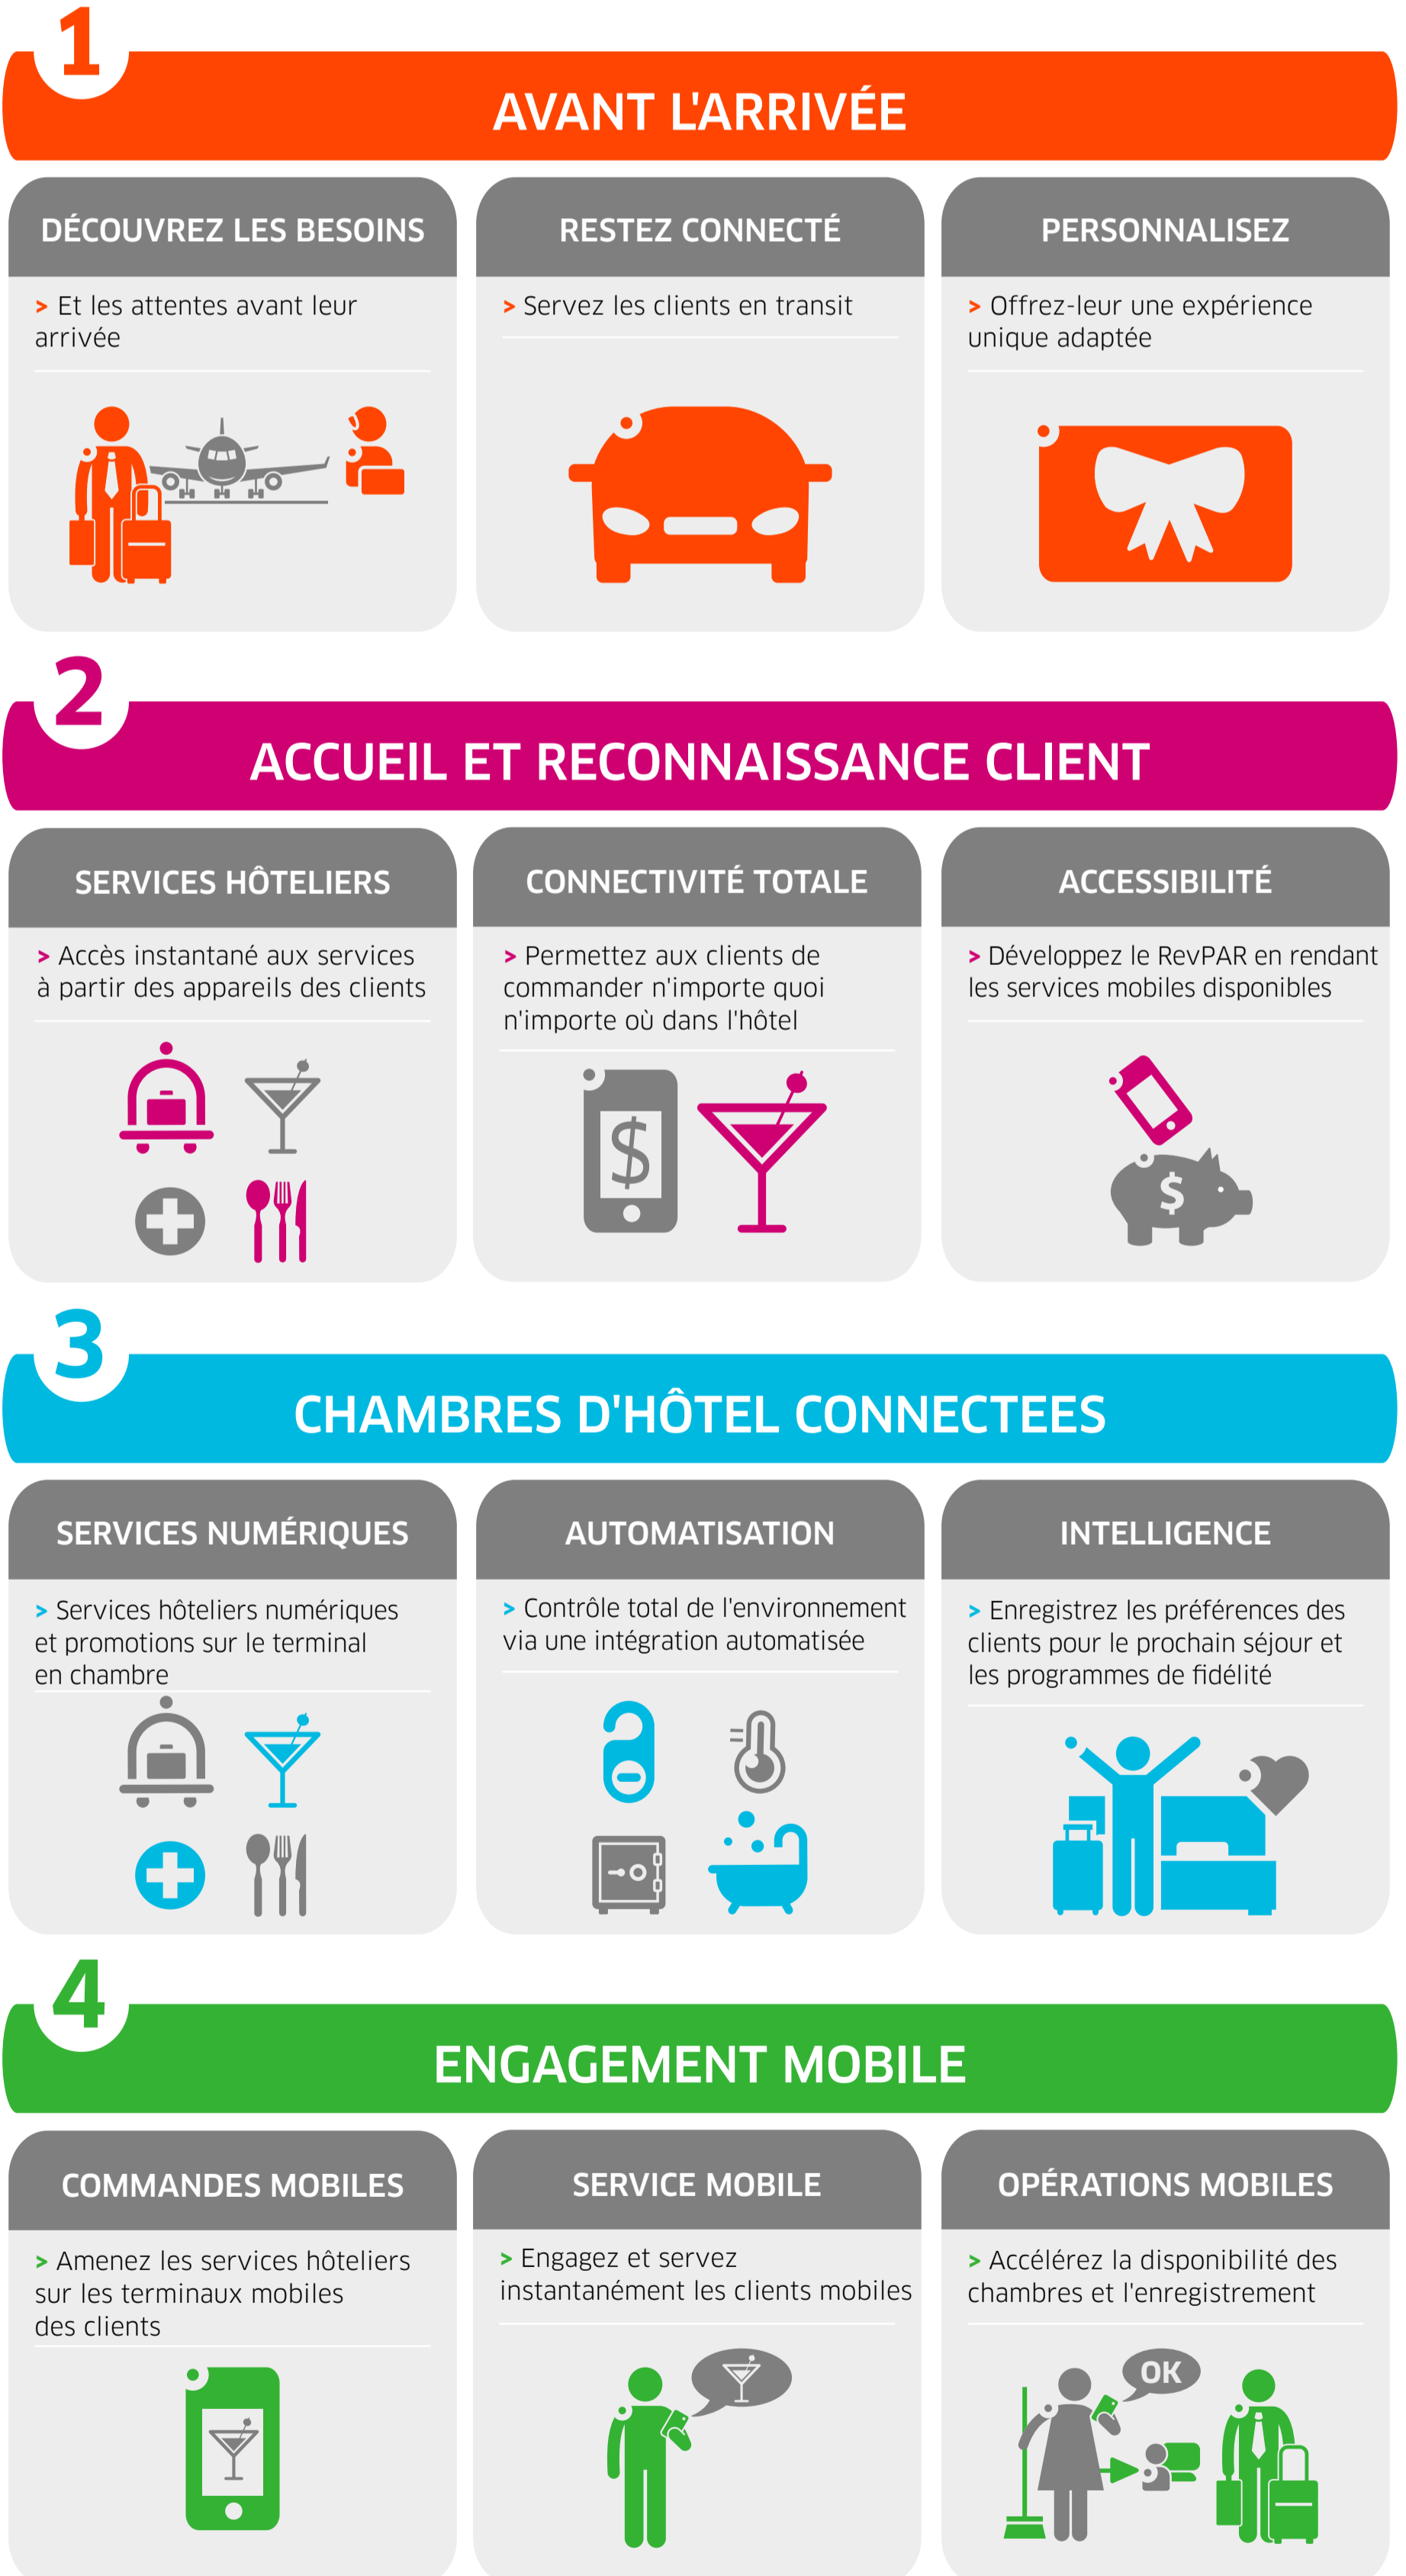 1
AVANT L'ARRIVÉE
DÉCOUVREZ LES BESOINS
> Et les attentes avant leur
arrivée
RESTEZ CONNECTÉ
> Servez les clients en transit
PERSONNALISEZ
> Offrez-leur une expérience
unique adaptée
2
ACCUEIL ET RECONNAISSANCE CLIENT
SERVICES HÔTELIERS
> Accès instantané aux services
à partir des appareils des clients
CONNECTIVITÉ TOTALE
> Permettez aux clients de
commander n'importe quoi
n'importe où dans l'hôtel
$
ACCESSIBILITÉ
> Développez le RevPAR en rendant
les services mobiles disponibles
$
3
CHAMBRES D'HÔTEL CONNECTEES
SERVICES NUMÉRIQUES
> Services hôteliers numériques
et promotions sur le terminal
en chambre
AUTOMATISATION
> Contrôle total de l'environnement
via une intégration automatisée
INTELLIGENCE
> Enregistrez les préférences des
clients pour le prochain séjour et
les programmes de fidélité
4
ENGAGEMENT MOBILE
COMMANDES MOBILES
> Amenez les services hôteliers
sur les terminaux mobiles
des clients
SERVICE MOBILE
> Engagez et servez
instantanément les clients mobiles
OPÉRATIONS MOBILES
> Accélérez la disponibilité des
chambres et l'enregistrement
OK